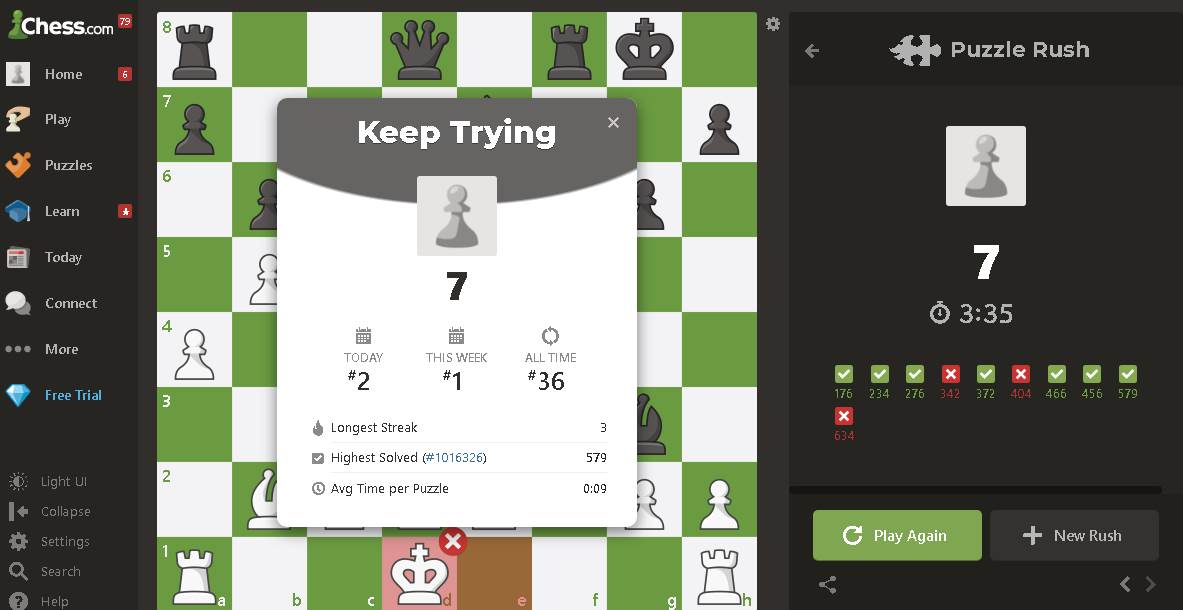 Chess.com 79
Home 6
Play
Puzzles
Learn
Today
Connect
More
Free Trial
Light UI
Collapse
Settings
Search
Help
8
7
6
5
4
3
2
1
a b c d e f g h
Keep Trying
7
TODAY THIS WEEK ALL TIME
#2 #1 #36
Longest Streak 3
Highest Solved (#1016326) 579
Avg Time per Puzzle 0:09
Puzzle Rush
7
3:35
176 234 276 342 372 404 466 456 579
634
Play Again New Rush